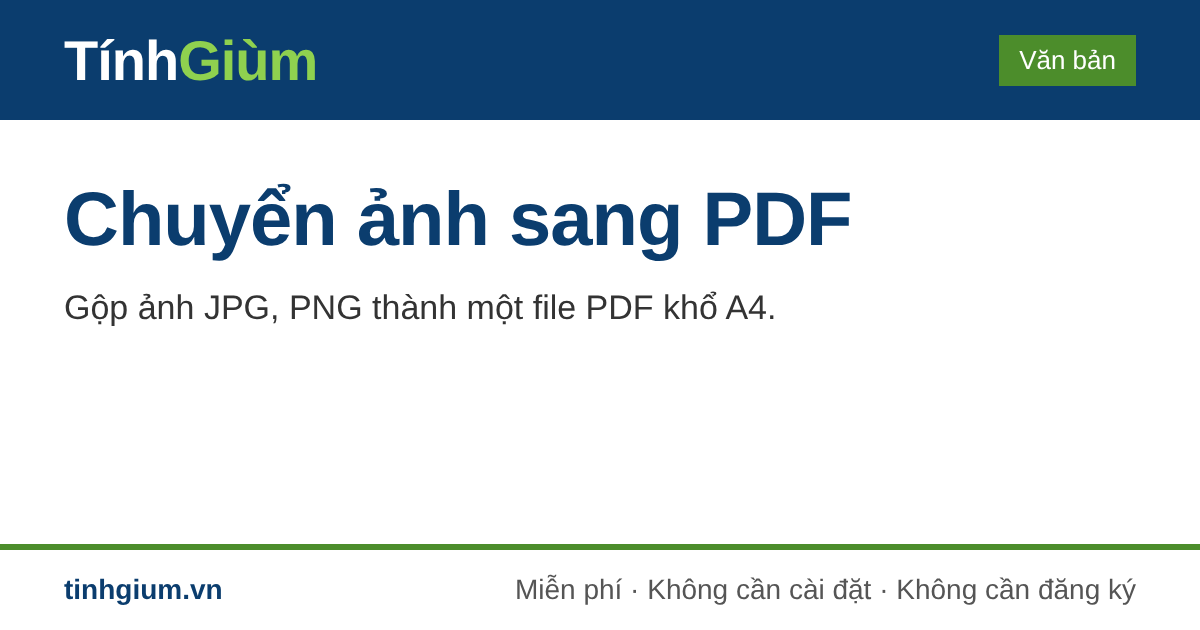 TínhGiùm
Văn bản
Chuyển ảnh sang PDF
Gộp ảnh JPG, PNG thành một file PDF khổ A4.
tinhgium.vn
Miễn phí · Không cần cài đặt · Không cần đăng ký